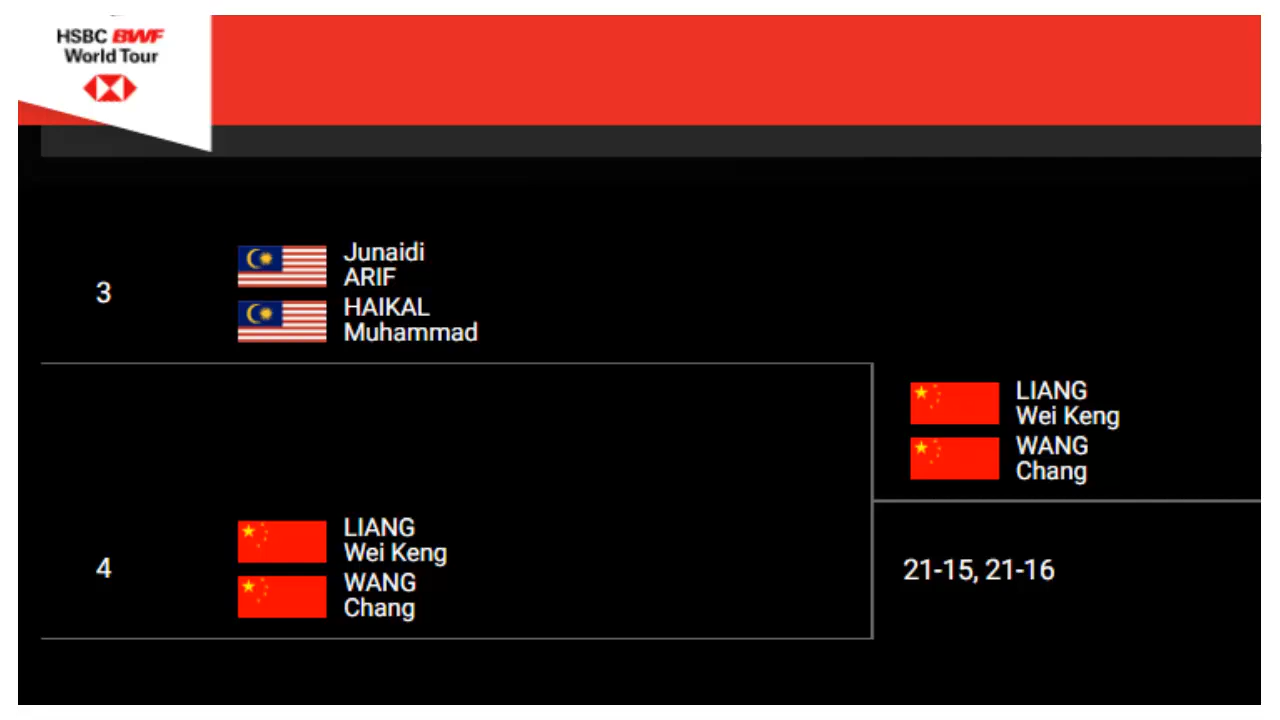 HSBC BWF
World Tour
3
Junaidi
ARIF
HAIKAL
Muhammad
LIANG
Wei Keng
WANG
Chang
4
LIANG
Wei Keng
WANG
Chang
21-15, 21-16